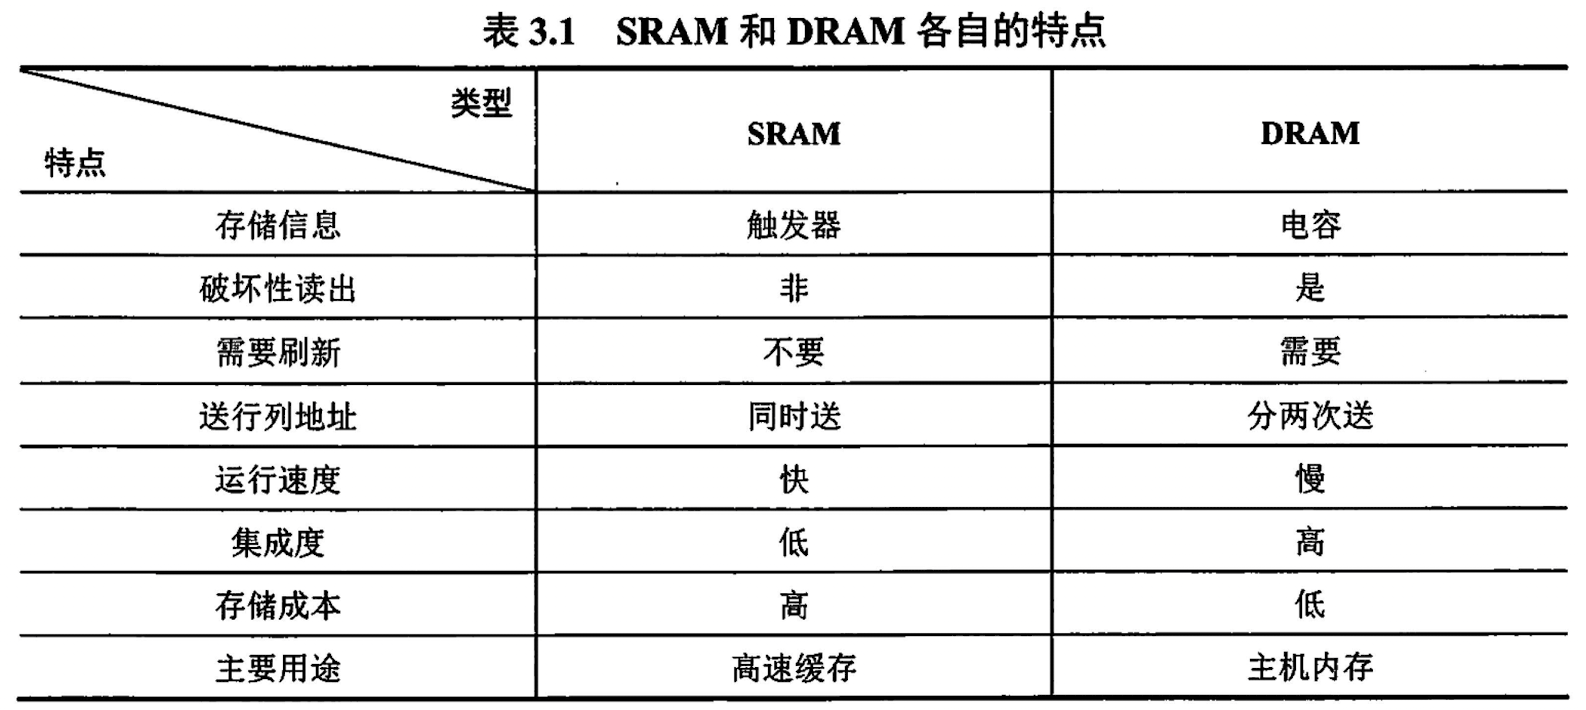 表 3.1 SRAM 和 DRAM 各自的特点
类型
特点
SRAM
DRAM
存储信息 触发器 电容
破坏性读出 非 是
需要刷新 不要 需要
送行列地址 同时送 分两次送
运行速度 快 慢
集成度 低 高
存储成本 高 低
主要用途 高速缓存 主机内存